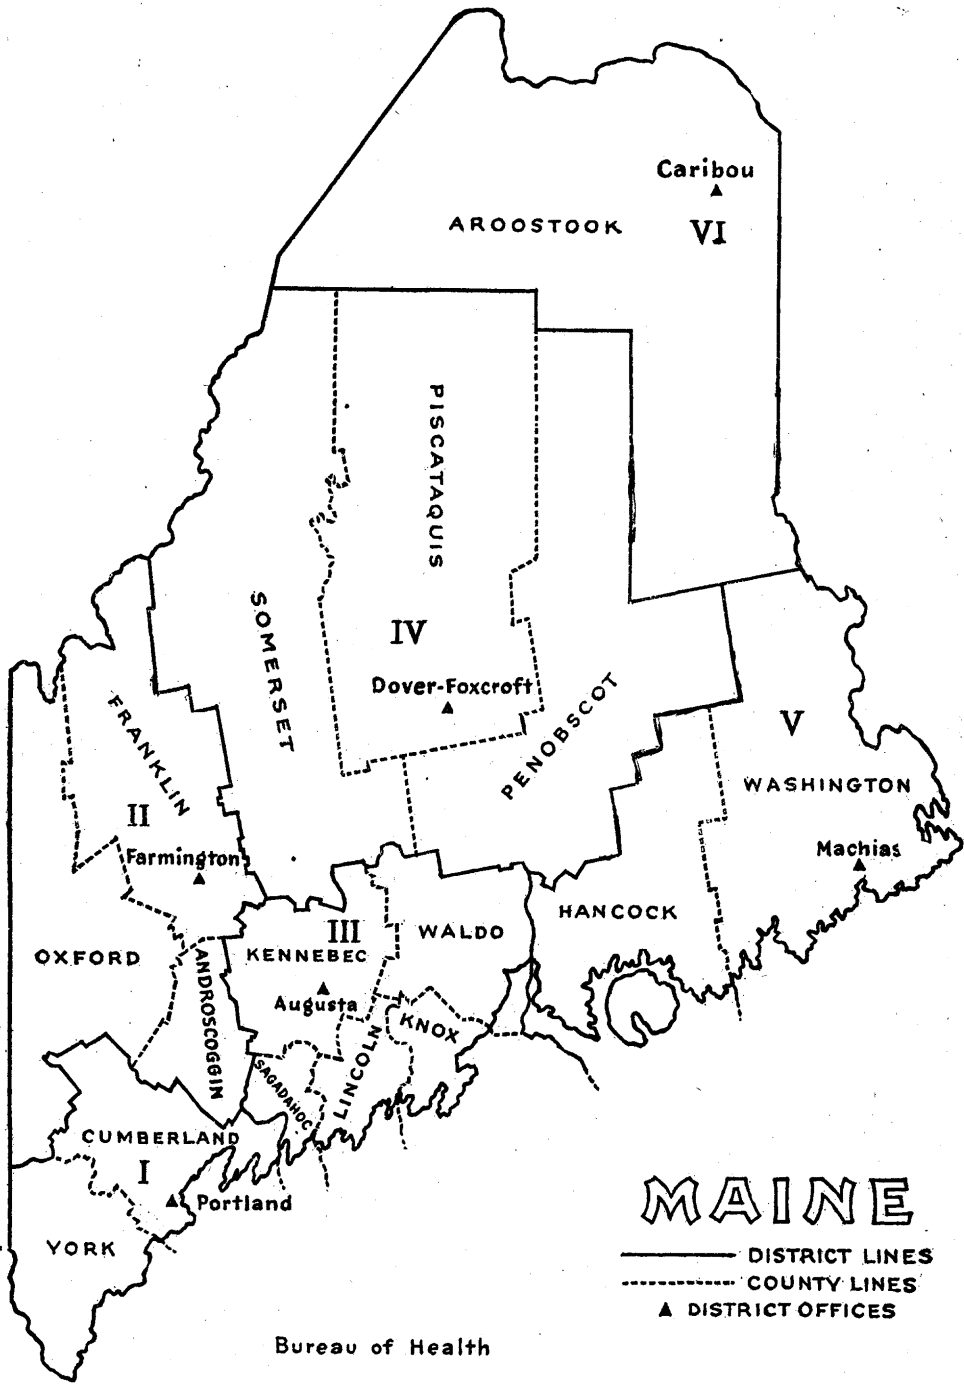 Caribou
AROOSTOOK
VI
PISCATAQUIS
SOMERSET
IV
Dover-Foxcroft
PENOBSCOT
FRANKLIN
II
Farmington
V
WASHINGTON
Machias
HANCOCK
WALDO
III
KENNEBEC
Augusta
OXFORD
ANDROSCOGGIN
KNOX
LINCOLN
SAGADAHOC
CUMBERLAND
I
Portland
YORK
MAINE
DISTRICT LINES
COUNTY LINES
DISTRICT OFFICES
Bureau of Health